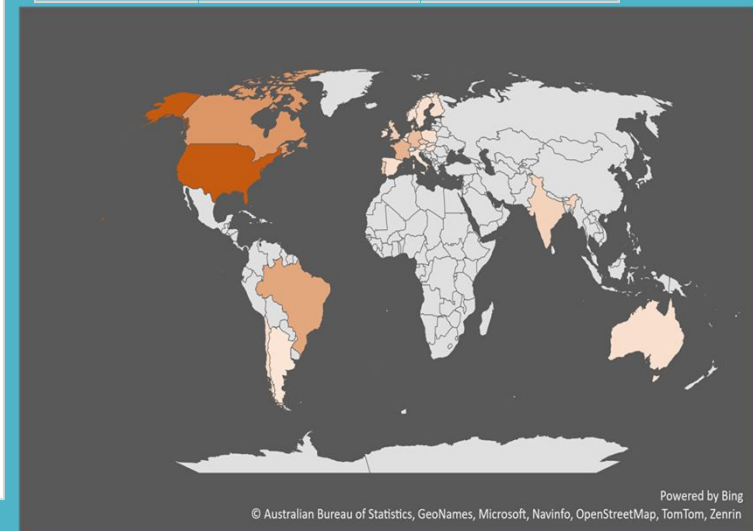 Powered by Bing
© Australian Bureau of Statistics, GeoNames, Microsoft, Navinfo, OpenStreetMap, TomTom, Zenrin